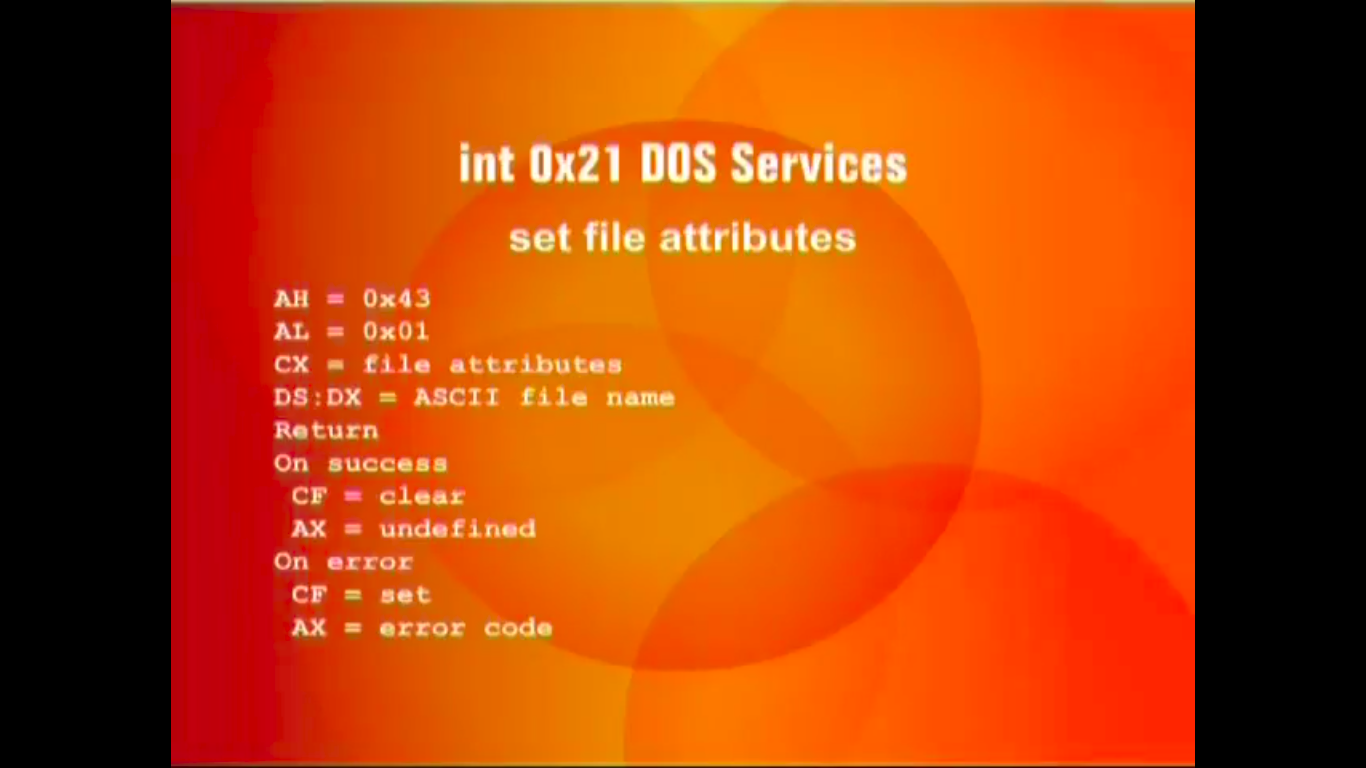 int 0x21 DOS Services
set file attributes
AH = 0x43
AL = 0x01
CX = file attributes
DS:DX = ASCII file name
Return
On success
CF = clear
AX = undefined
On error
CF = set
AX = error code